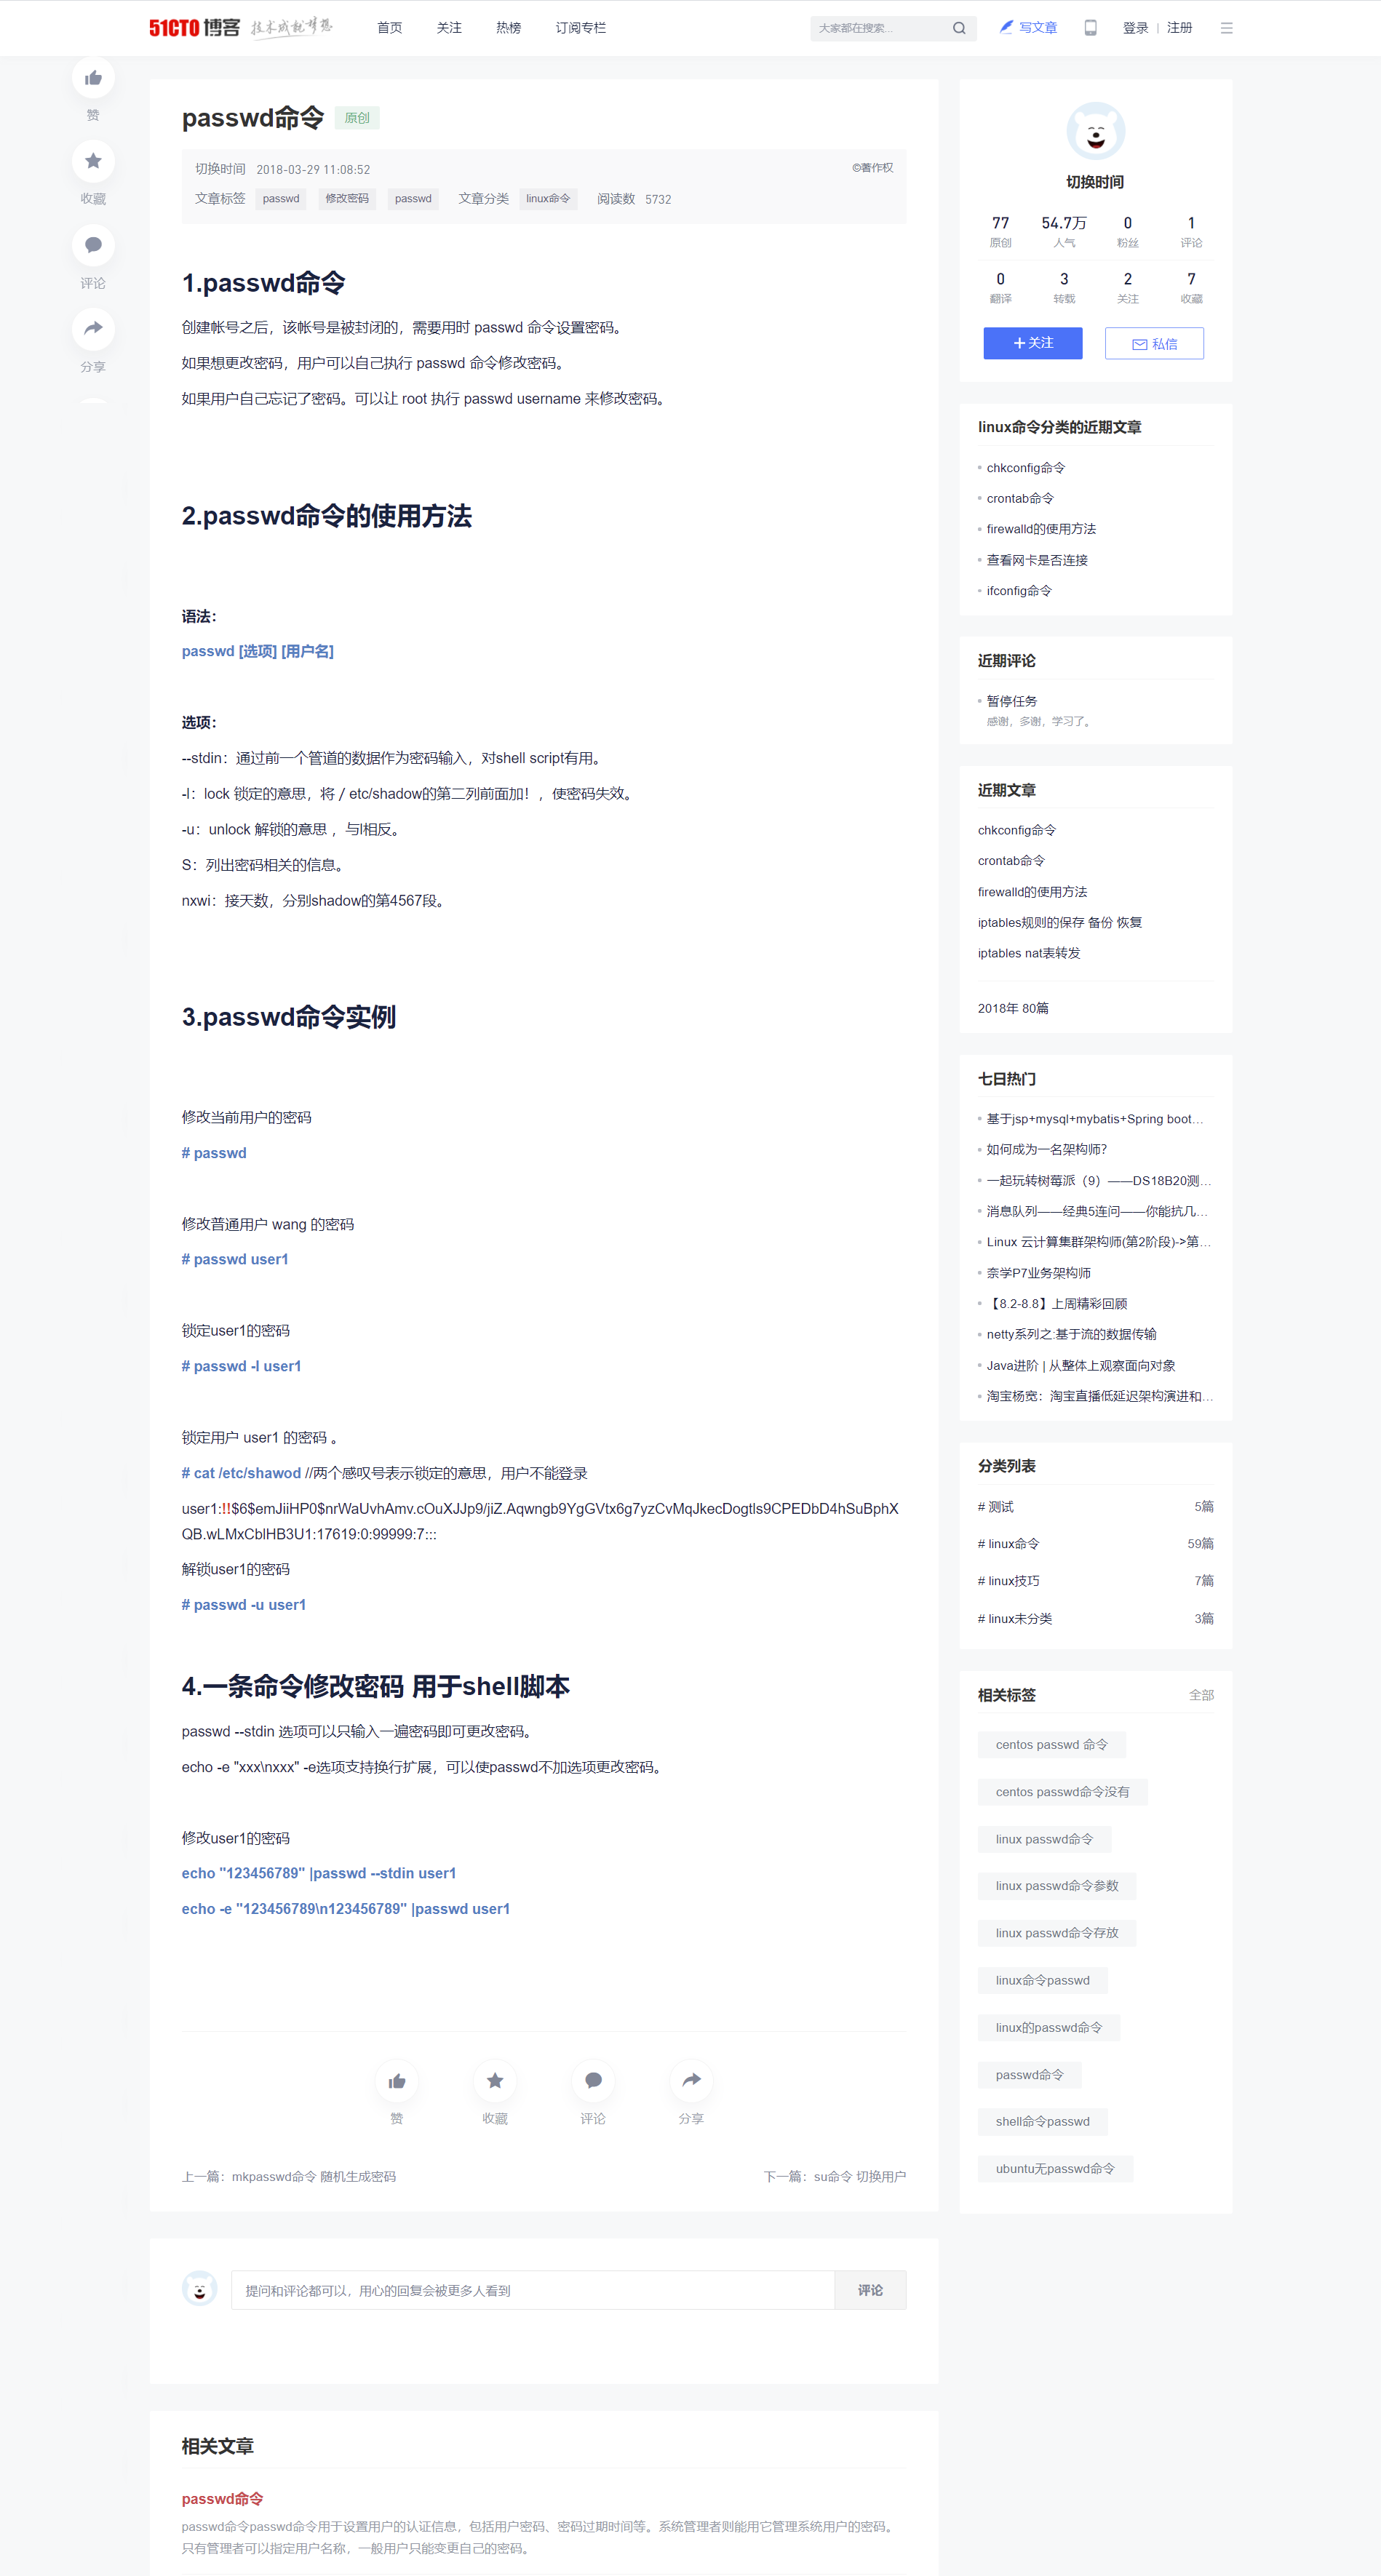 51CTO 博客 技术成就梦想 首页 关注 热榜 订阅专栏 大家都在搜索... 写文章 登录 | 注册
赞
收藏
评论
分享
passwd命令 原创
切换时间 2018-03-29 11:08:52 ©著作权
文章标签 passwd 修改密码 passwd 文章分类 linux命令 阅读数 5732
1.passwd命令
创建帐号之后，该帐号是被封闭的，需要用时 passwd 命令设置密码。
如果想更改密码，用户可以自己执行 passwd 命令修改密码。
如果用户自己忘记了密码。可以让 root 执行 passwd username 来修改密码。
2.passwd命令的使用方法
语法：
passwd [选项] [用户名]
选项：
--stdin：通过前一个管道的数据作为密码输入，对shell script有用。
-l：lock 锁定的意思，将 / etc/shadow的第二列前面加！，使密码失效。
-u：unlock 解锁的意思 ，与l相反。
S：列出密码相关的信息。
nxwi：接天数，分别shadow的第4567段。
3.passwd命令实例
修改当前用户的密码
# passwd
修改普通用户 wang 的密码
# passwd user1
锁定user1的密码
# passwd -l user1
锁定用户 user1 的密码 。
# cat /etc/shawod //两个感叹号表示锁定的意思，用户不能登录
user1:!!$6$emJiiHP0$nrWaUvhAmv.cOuXJJp9/jiZ.Aqwngb9YgGVtx6g7yzCvMqJkecDogtls9CPEDbD4hSuBphX
QB.wLMxCblHB3U1:17619:0:99999:7:::
解锁user1的密码
# passwd -u user1
4.一条命令修改密码 用于shell脚本
passwd --stdin 选项可以只输入一遍密码即可更改密码。
echo -e "xxx\nxxx" -e选项支持换行扩展，可以使passwd不加选项更改密码。
修改user1的密码
echo "123456789" |passwd --stdin user1
echo -e "123456789\n123456789" |passwd user1
赞 收藏 评论 分享
上一篇：mkpasswd命令 随机生成密码 下一篇：su命令 切换用户
提问和评论都可以，用心的回复会被更多人看到 评论
相关文章
passwd命令
passwd命令passwd命令用于设置用户的认证信息，包括用户密码、密码过期时间等。系统管理者则能用它管理系统用户的密码。
只有管理者可以指定用户名称，一般用户只能变更自己的密码。
切换时间
77 54.7万 0 1
原创 人气 粉丝 评论
0 3 2 7
翻译 转载 关注 收藏
关注 私信
linux命令分类的近期文章
chkconfig命令
crontab命令
firewalld的使用方法
查看网卡是否连接
ifconfig命令
近期评论
暂停任务
感谢，多谢，学习了。
近期文章
chkconfig命令
crontab命令
firewalld的使用方法
iptables规则的保存 备份 恢复
iptables nat表转发
2018年 80篇
七日热门
基于jsp+mysql+mybatis+Spring boot...
如何成为一名架构师？
一起玩转树莓派（9）——DS18B20测...
消息队列——经典5连问——你能抗几...
Linux 云计算集群架构师(第2阶段)->第...
奈学P7业务架构师
【8.2-8.8】上周精彩回顾
netty系列之:基于流的数据传输
Java进阶 | 从整体上观察面向对象
淘宝杨宽：淘宝直播低延迟架构演进和...
分类列表
# 测试 5篇
# linux命令 59篇
# linux技巧 7篇
# linux未分类 3篇
相关标签 全部
centos passwd 命令
centos passwd命令没有
linux passwd命令
linux passwd命令参数
linux passwd命令存放
linux命令passwd
linux的passwd命令
passwd命令
shell命令passwd
ubuntu无passwd命令